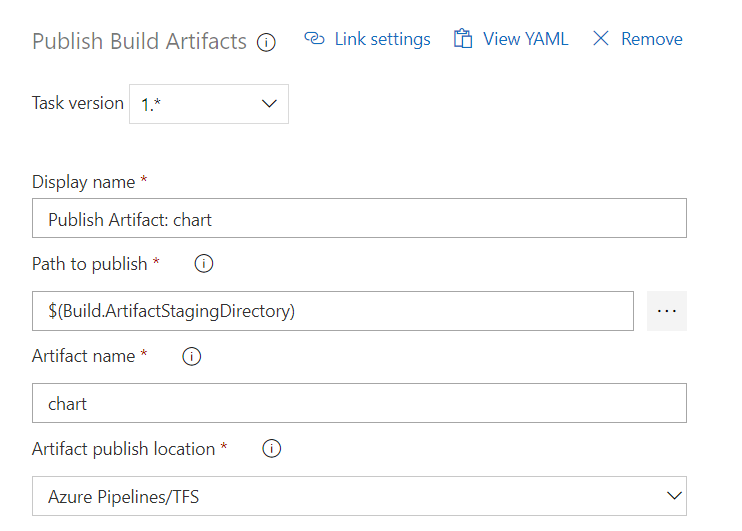 Publish Build Artifacts Link settings View YAML Remove
Task version 1.*
Display name *
Publish Artifact: chart
Path to publish *
$(Build.ArtifactStagingDirectory)
Artifact name *
chart
Artifact publish location *
Azure Pipelines/TFS